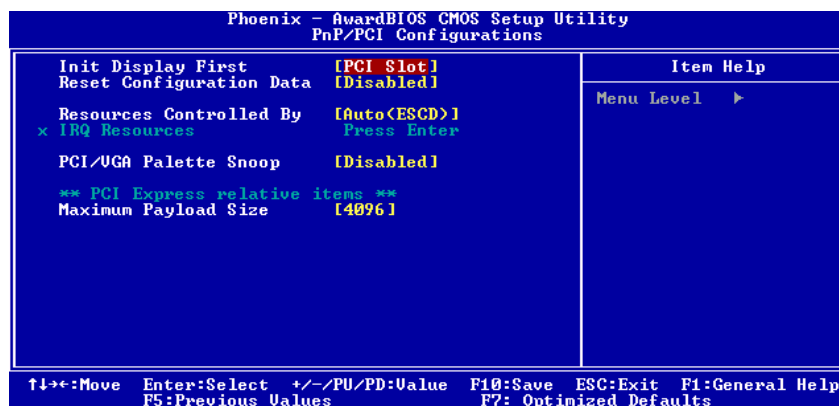 Phoenix - AwardBIOS CMOS Setup Utility
PnP/PCI Configurations
Init Display First [PCI Slot]
Reset Configuration Data [Disabled]
Resources Controlled By [Auto(ESCD)]
x IRQ Resources Press Enter
PCI/VGA Palette Snoop [Disabled]
** PCI Express relative items **
Maximum Payload Size [4096]
Item Help
Menu Level ▶
↑↓→←:Move Enter:Select +/-/PU/PD:Value F10:Save ESC:Exit F1:General Help
F5:Previous Values F7: Optimized Defaults